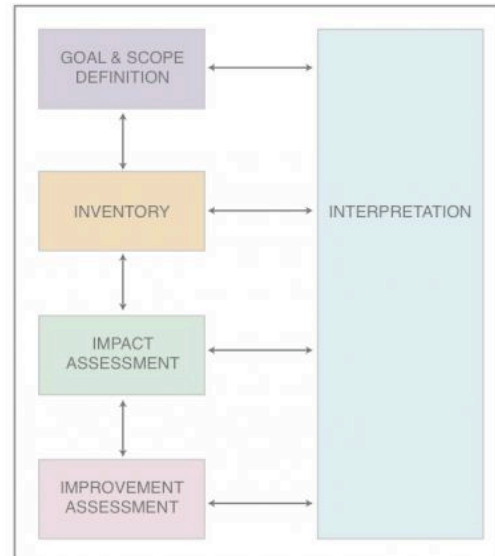 GOAL & SCOPE
DEFINITION
INVENTORY
INTERPRETATION
IMPACT
ASSESSMENT
IMPROVEMENT
ASSESSMENT